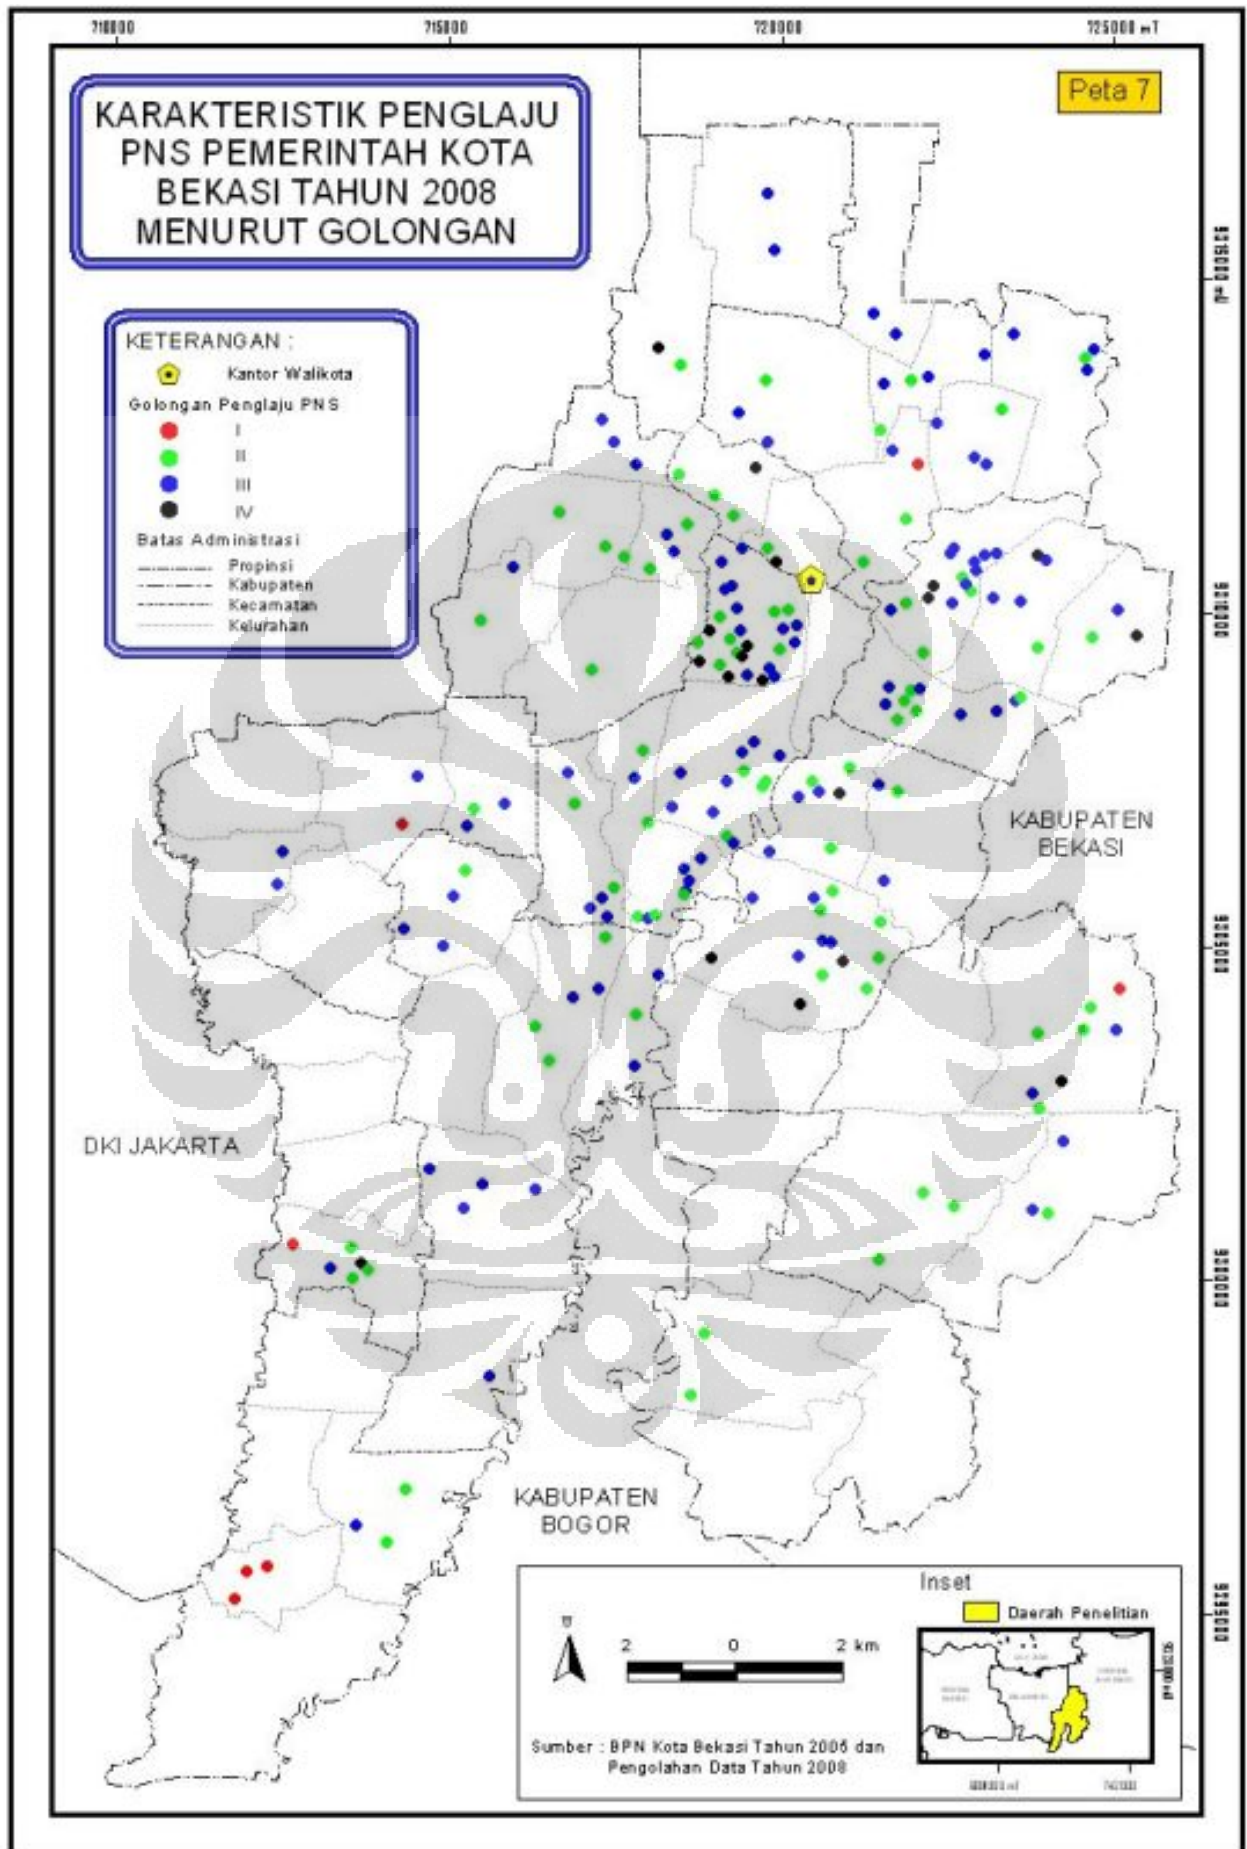 710000 715000 720000 725000 mT
Peta 7
KARAKTERISTIK PENGLAJU
PNS PEMERINTAH KOTA
BEKASI TAHUN 2008
MENURUT GOLONGAN
KETERANGAN :
Kantor Walikota
Golongan Penglaju PNS
I
II
III
IV
Batas Administrasi
Propinsi
Kabupaten
Kecamatan
Kelurahan
KABUPATEN
BEKASI
DKI JAKARTA
KABUPATEN
BOGOR
Inset
Daerah Penelitian
2 0 2 km
Sumber : BPN Kota Bekasi Tahun 2006 dan
Pengolahan Data Tahun 2008